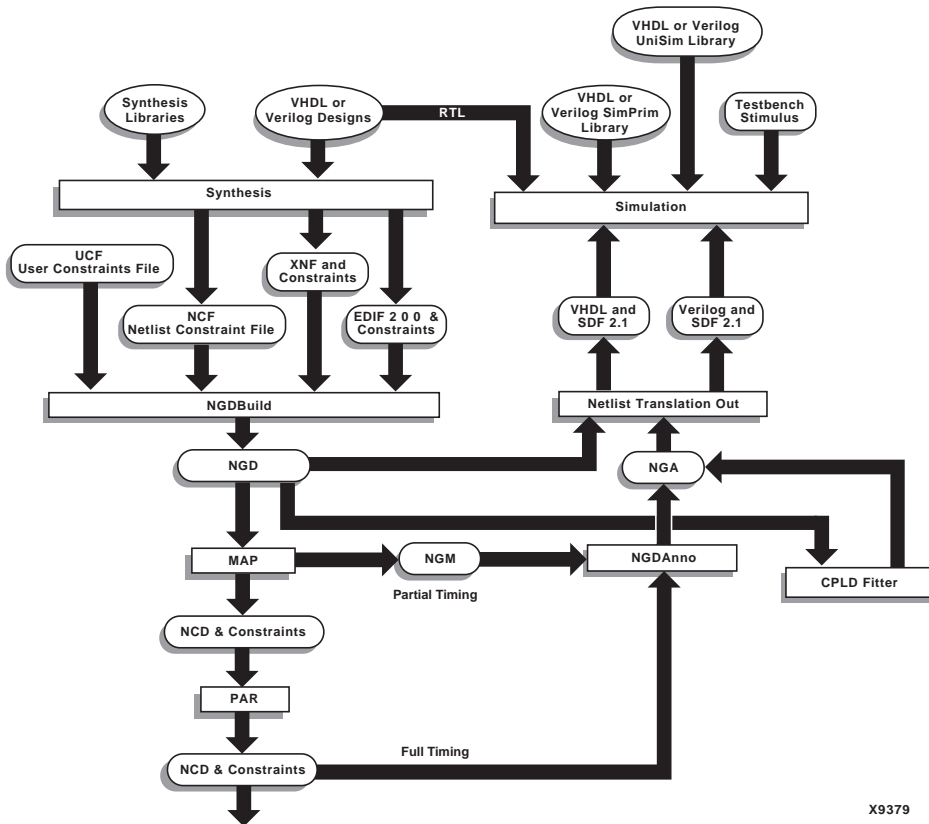 VHDL or Verilog
UniSim Library
Synthesis
Libraries
VHDL or
Verilog Designs
RTL
VHDL or
Verilog SimPrim
Library
Testbench
Stimulus
Synthesis
Simulation
UCF
User Constraints File
XNF and
Constraints
NCF
Netlist Constraint File
EDIF 2 0 0 &
Constraints
VHDL and
SDF 2.1
Verilog and
SDF 2.1
NGDBuild
Netlist Translation Out
NGD
NGA
MAP
NGM
NGDAnno
CPLD Fitter
Partial Timing
NCD & Constraints
PAR
Full Timing
NCD & Constraints
X9379